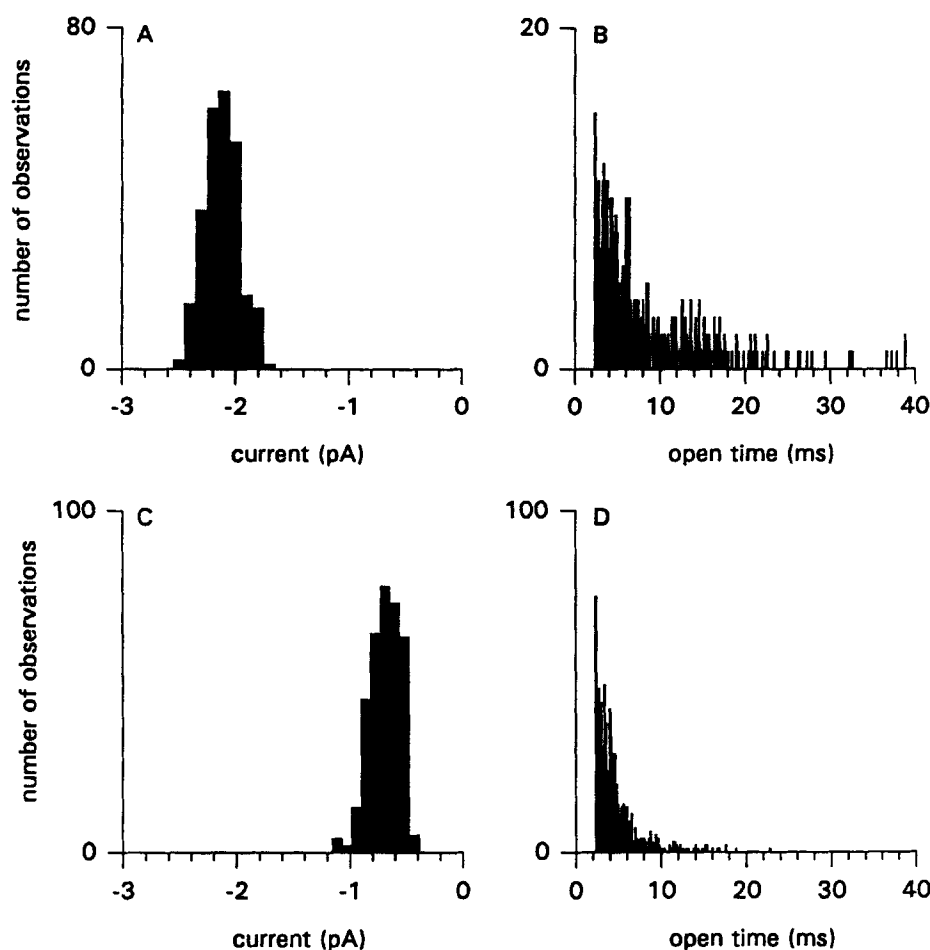 80
A
number of observations
0
-3 -2 -1 0
current (pA)
20
B
0
0 10 20 30 40
open time (ms)
100
C
number of observations
0
-3 -2 -1 0
current (pA)
100
D
0
0 10 20 30 40
open time (ms)